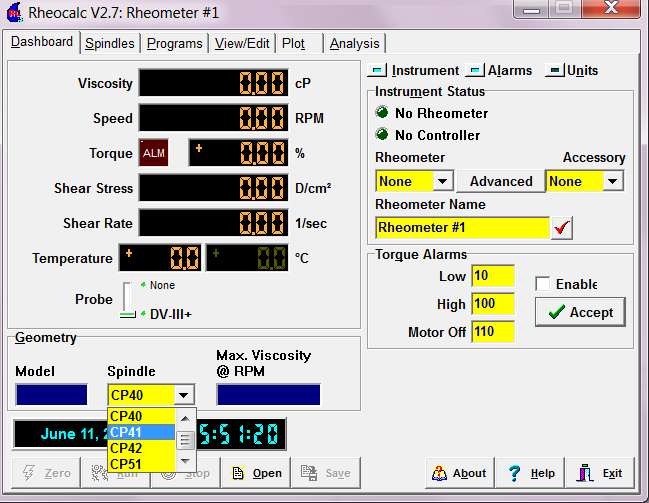 Rheocalc V2.7: Rheometer #1
Dashboard Spindles Programs View/Edit Plot Analysis
Viscosity 0.00 cP
Speed 0.00 RPM
Torque ALM + 0.00 %
Shear Stress 0.00 D/cm²
Shear Rate 0.00 1/sec
Temperature + 0.0 + 0.0 °C
Probe None
DV-III+
Geometry
Model Spindle Max. Viscosity
@ RPM
CP40
CP40
CP41
CP42
CP51
June 11, 2 5:51:20
Zero Run Stop Open Save
Instrument Alarms Units
Instrument Status
No Rheometer
No Controller
Rheometer Accessory
None Advanced None
Rheometer Name
Rheometer #1
Torque Alarms
Low 10
High 100
Motor Off 110
Enable
Accept
About Help Exit